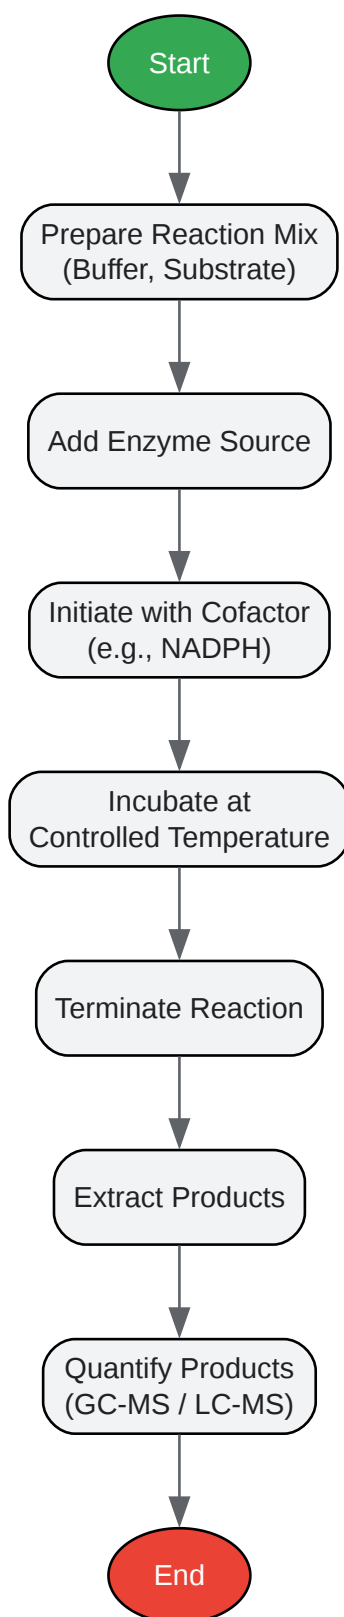 Start
Prepare Reaction Mix
(Buffer, Substrate)
Add Enzyme Source
Initiate with Cofactor
(e.g., NADPH)
Incubate at
Controlled Temperature
Terminate Reaction
Extract Products
Quantify Products
(GC-MS / LC-MS)
End